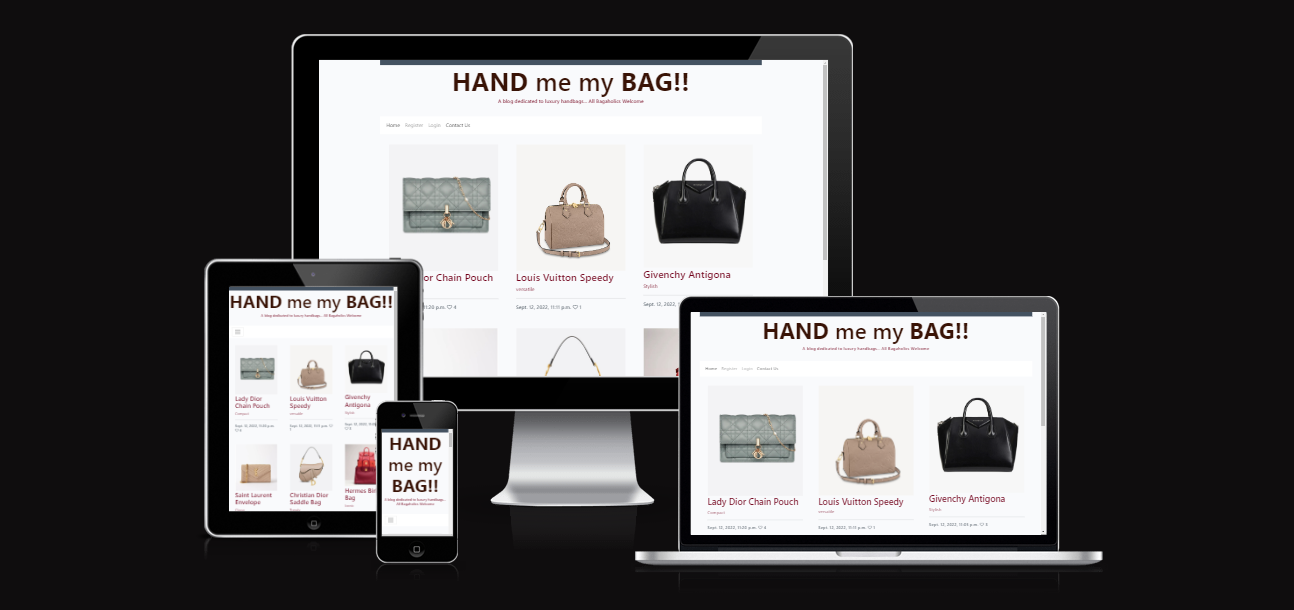 HAND me my BAG!!
A blog dedicated to luxury handbags... All Bagaholics Welcome
Home Register Login Contact Us
or Chain Pouch
Louis Vuitton Speedy
versatile
Givenchy Antigona
Stylish
11:20 p.m. ♡ 4
Sept. 12, 2022, 11:11 p.m. ♡ 1
Sept. 12, 2022,
HAND me my BAG!!
A blog dedicated to luxury handbags... All Bagaholics Welcome
Lady Dior
Chain Pouch
Compact
Louis Vuitton
Speedy
versatile
Givenchy
Antigona
Stylish
Saint Laurent
Envelope
Christian Dior
Saddle Bag
Hermes
Bag
HAND
me my
BAG!!
A blog dedicated to luxury handbags...
All Bagaholics Welcome
HAND me my BAG!!
A blog dedicated to luxury handbags... All Bagaholics Welcome
Home Register Login Contact Us
Lady Dior Chain Pouch
Compact
Sept. 12, 2022, 11:20 p.m. ♡ 4
Louis Vuitton Speedy
versatile
Sept. 12, 2022, 11:11 p.m. ♡ 1
Givenchy Antigona
Stylish
Sept. 12, 2022, 11:04 p.m. ♡